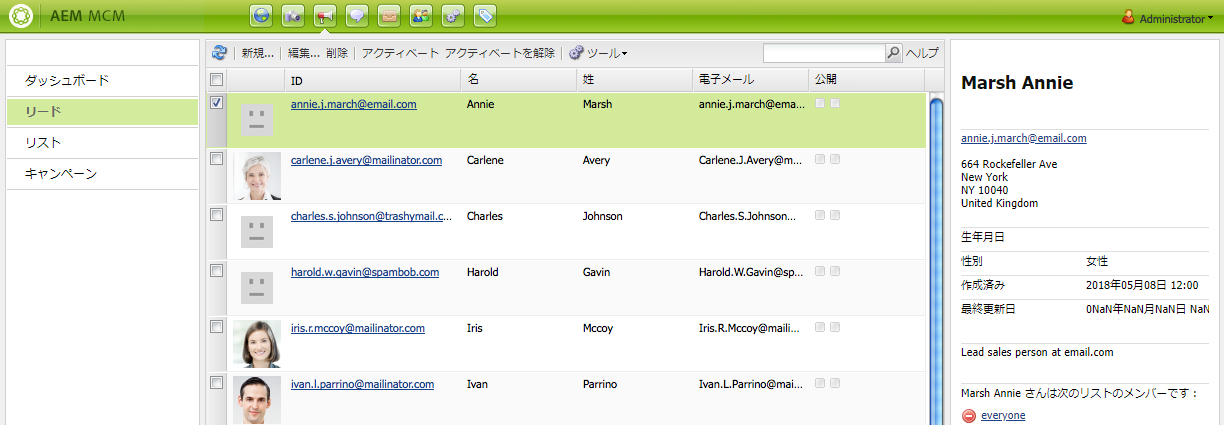 AEM MCM
Administrator
ダッシュボード
リード
リスト
キャンペーン
新規... 編集... 削除 アクティベート アクティベートを解除 ツール ヘルプ
ID 名 姓 電子メール 公開
annie.j.march@email.com Annie Marsh annie.j.march@ema...
carlene.j.avery@mailinator.com Carlene Avery Carlene.J.Avery@m...
charles.s.johnson@trashymail.c... Charles Johnson Charles.S.Johnson...
harold.w.gavin@spambob.com Harold Gavin Harold.W.Gavin@sp...
iris.r.mccoy@mailinator.com Iris Mccoy Iris.R.Mccoy@mailin...
ivan.l.parrino@mailinator.com Ivan Parrino Ivan.L.Parrino@mai...
Marsh Annie
annie.j.march@email.com
664 Rockefeller Ave
New York
NY 10040
United Kingdom
生年月日
性別 女性
作成済み 2018年05月08日 12:00
最終更新日 0NaN年NaN月NaN日 NaN
Lead sales person at email.com
Marsh Annie さんは次のリストのメンバーです：
everyone